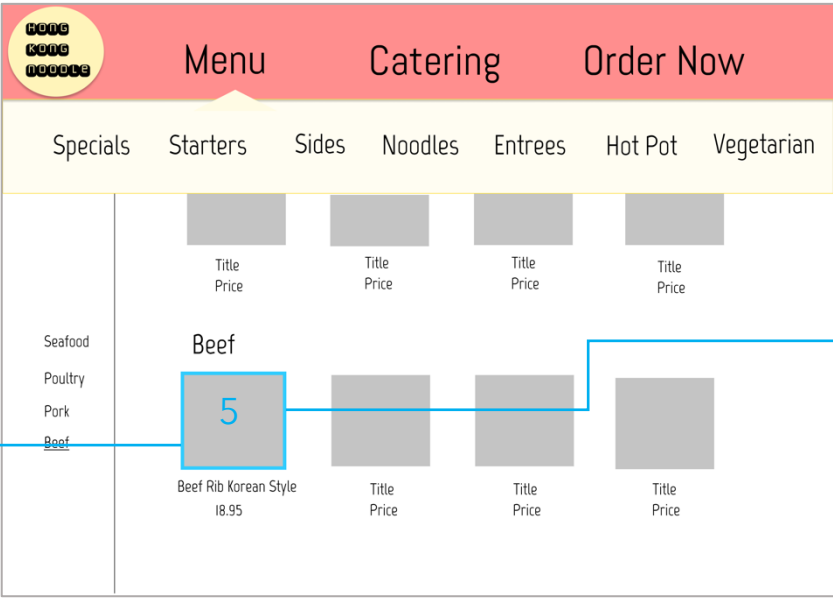 HONG
KONG
NOODLE
Menu Catering Order Now
Specials Starters Sides Noodles Entrees Hot Pot Vegetarian
Title Title Title Title
Price Price Price Price
Seafood
Poultry
Pork
Beef
Beef
5
Beef Rib Korean Style
18.95
Title Title Title
Price Price Price